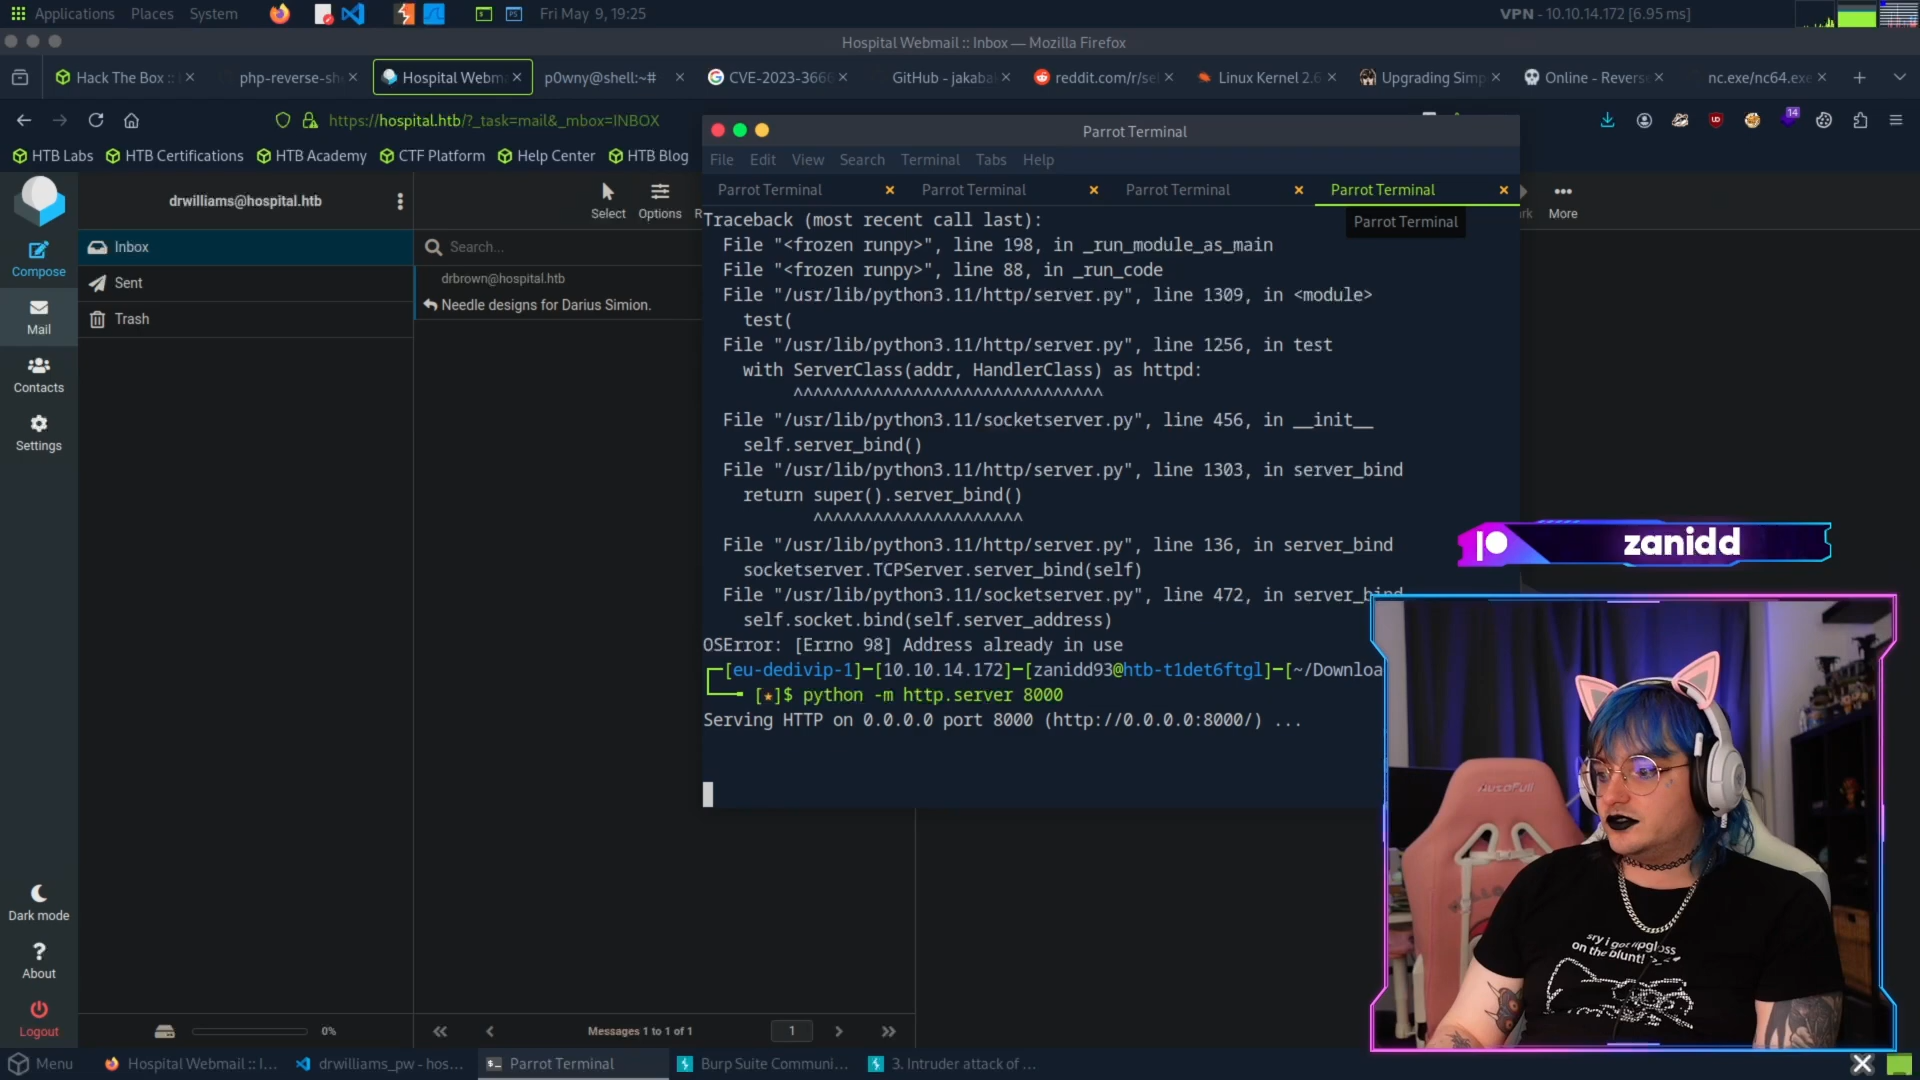 Applications Places System
Fri May 9, 19:25
VPN - 10.10.14.172 [6.95 ms]
Hospital Webmail :: Inbox — Mozilla Firefox
Hack The Box ::
php-reverse-sh
Hospital Webm
p0wny@shell:~#
CVE-2023-366
GitHub - jakaba
reddit.com/r/se
Linux Kernel 2.6
Upgrading Simp
Online - Revers
nc.exe/nc64.exe
https://hospital.htb/?_task=mail&_mbox=INBOX
14
HTB Labs
HTB Certifications
HTB Academy
CTF Platform
Help Center
HTB Blog
drwilliams@hospital.htb
Compose
Mail
Contacts
Settings
Dark mode
About
Logout
Inbox
Sent
Trash
0%
Select
Options
More
Search...
drbrown@hospital.htb
Needle designs for Darius Simion.
Messages 1 to 1 of 1
1
Parrot Terminal
File Edit View Search Terminal Tabs Help
Parrot Terminal
Parrot Terminal
Parrot Terminal
Parrot Terminal
Parrot Terminal
Traceback (most recent call last):
File "<frozen runpy>", line 198, in _run_module_as_main
File "<frozen runpy>", line 88, in _run_code
File "/usr/lib/python3.11/http/server.py", line 1309, in <module>
test(
File "/usr/lib/python3.11/http/server.py", line 1256, in test
with ServerClass(addr, HandlerClass) as httpd:
^^^^^^^^^^^^^^^^^^^^^^^^^^^^^^^
File "/usr/lib/python3.11/socketserver.py", line 456, in __init__
self.server_bind()
File "/usr/lib/python3.11/http/server.py", line 1303, in server_bind
return super().server_bind()
^^^^^^^^^^^^^^^^^^^^^
File "/usr/lib/python3.11/http/server.py", line 136, in server_bind
socketserver.TCPServer.server_bind(self)
File "/usr/lib/python3.11/socketserver.py", line 472, in server_bind
self.socket.bind(self.server_address)
OSError: [Errno 98] Address already in use
┌─[eu-dedivip-1]─[10.10.14.172]─[zanidd93@htb-t1det6ftgl]─[~/Downloa
└──╼ [★]$ python -m http.server 8000
Serving HTTP on 0.0.0.0 port 8000 (http://0.0.0.0:8000/) ...
zanidd
AutoFull
sry i got lipgloss
on the blunt!
Menu
Hospital Webmail :: I...
drwilliams_pw - hos...
Parrot Terminal
Burp Suite Communi...
3. Intruder attack of ...